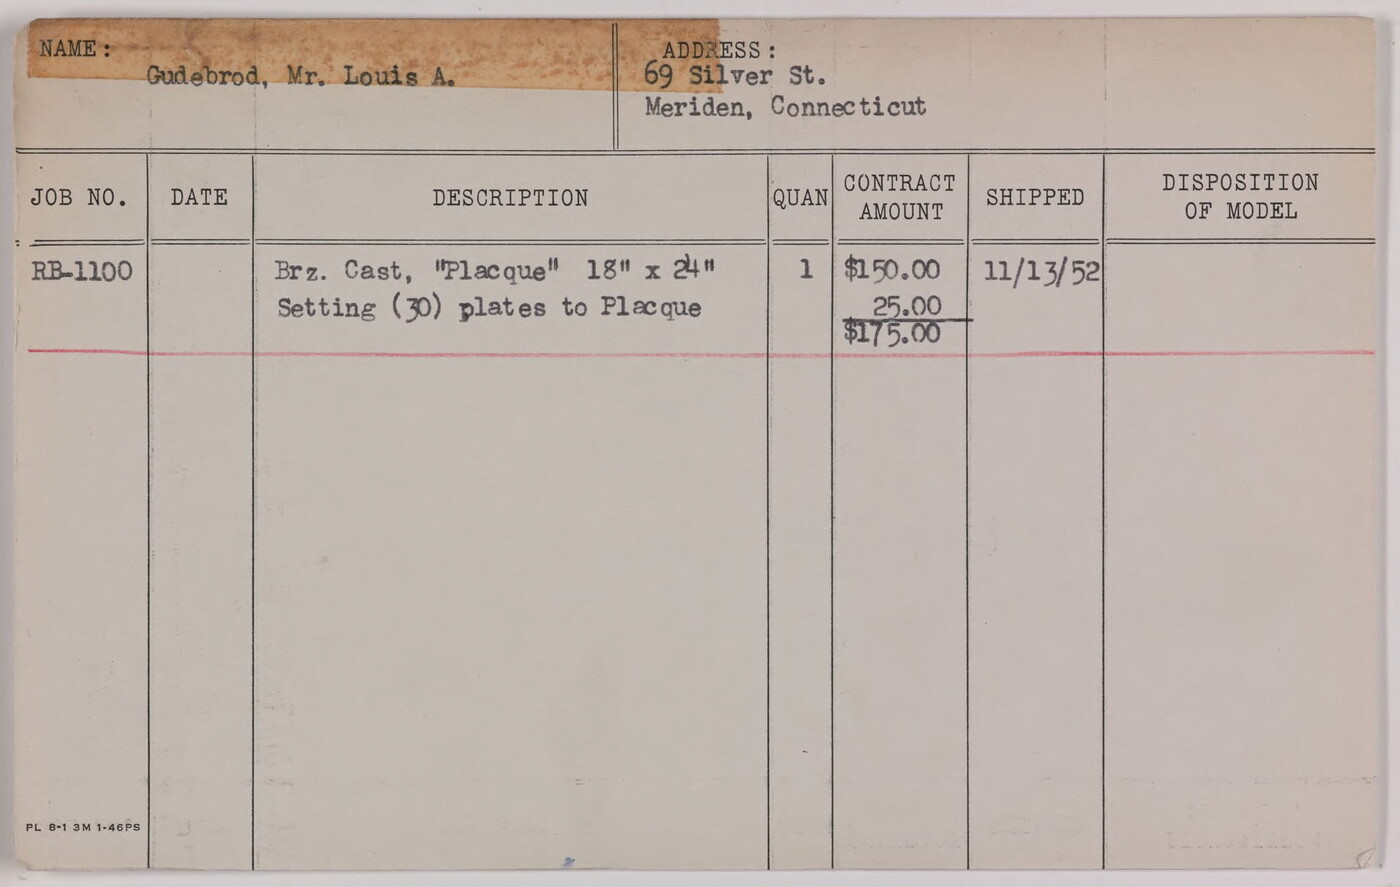 NAME:
Gudebrod, Mr. Louis A.
ADDRESS:
69 Silver St.
Meriden, Connecticut
JOB NO. DATE DESCRIPTION QUAN CONTRACT AMOUNT SHIPPED DISPOSITION OF MODEL
RB-1100 Brz. Cast, "Placque" 18" x 24" 1 $150.00 11/13/52
Setting (30) plates to Placque 25.00
$175.00
PL 8-1 3M 1-46PS